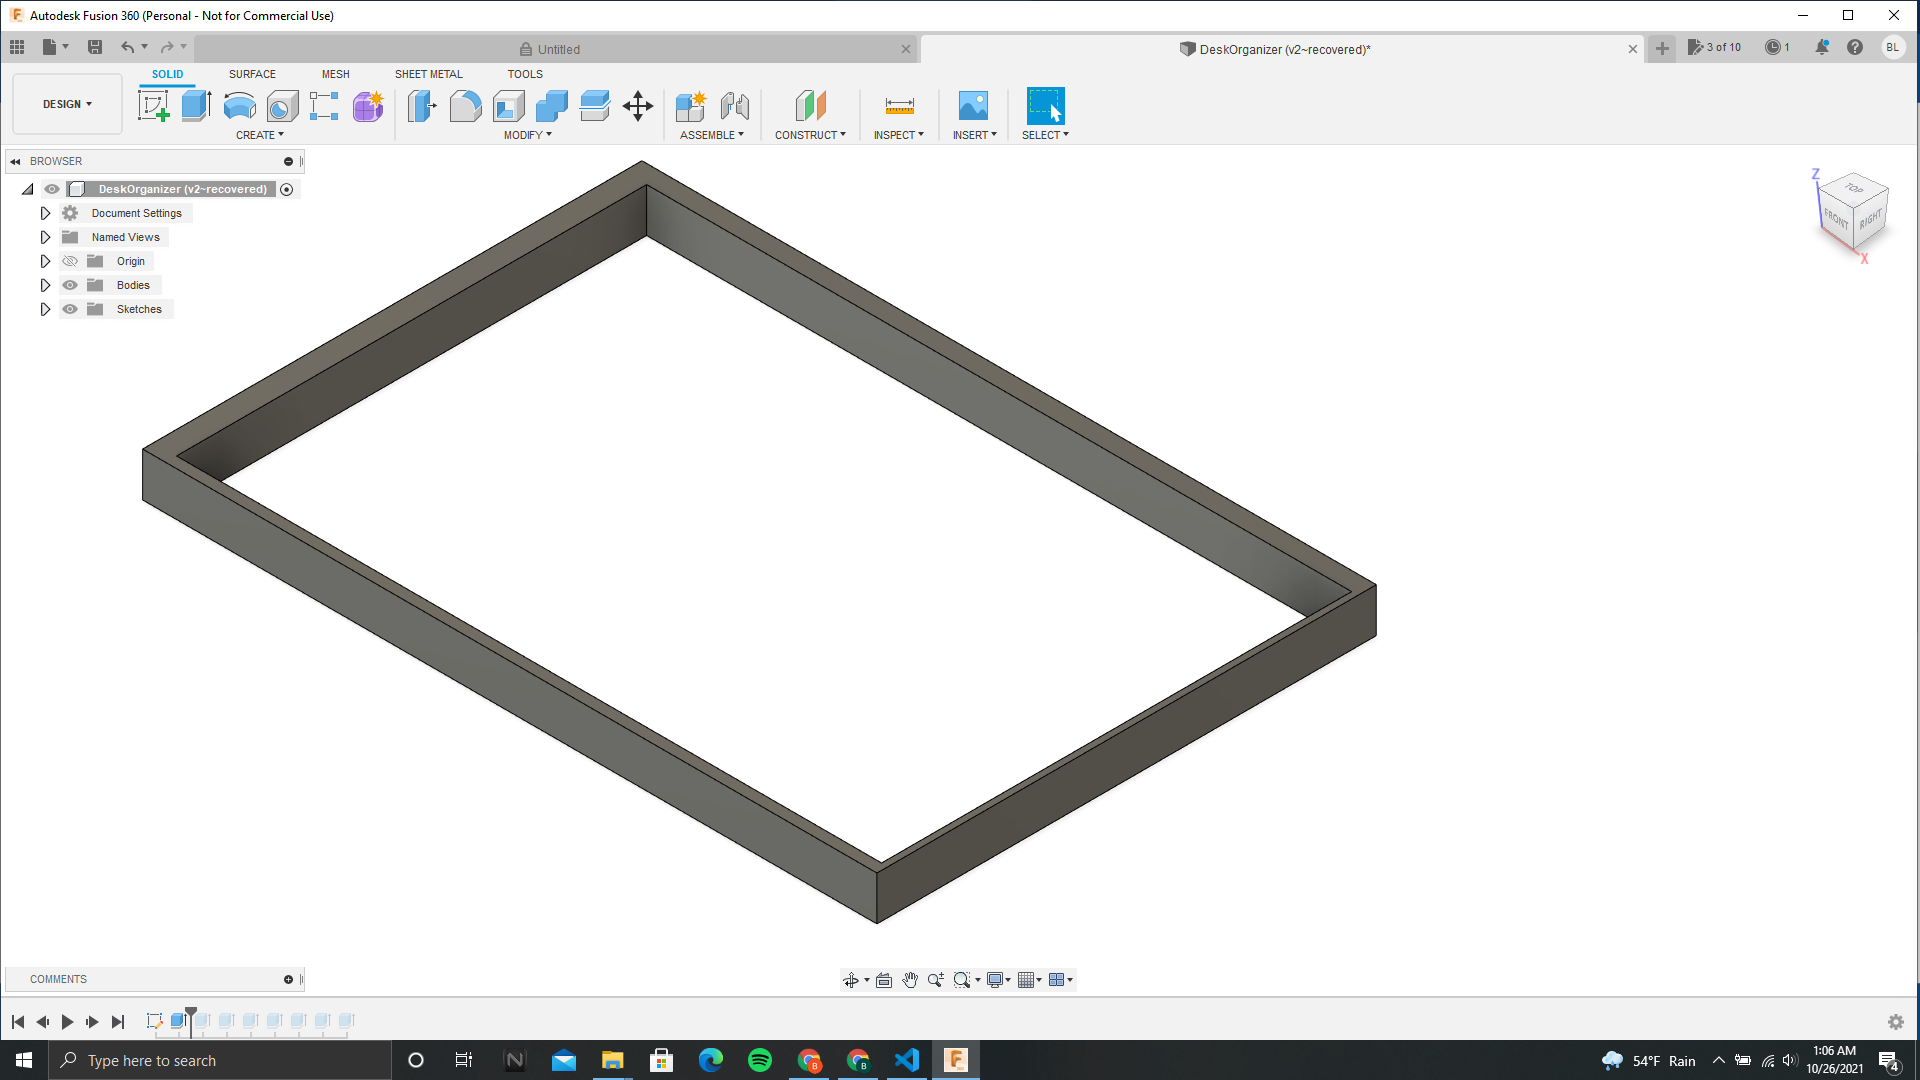 Autodesk Fusion 360 (Personal - Not for Commercial Use)
Untitled
DeskOrganizer (v2~recovered)*
3 of 10
1
BL
DESIGN
SOLID
SURFACE
MESH
SHEET METAL
TOOLS
CREATE
MODIFY
ASSEMBLE
CONSTRUCT
INSPECT
INSERT
SELECT
BROWSER
DeskOrganizer (v2~recovered)
Document Settings
Named Views
Origin
Bodies
Sketches
Z
TOP
FRONT
RIGHT
X
COMMENTS
Type here to search
N
B
B
F
54°F Rain
1:06 AM
10/26/2021
4